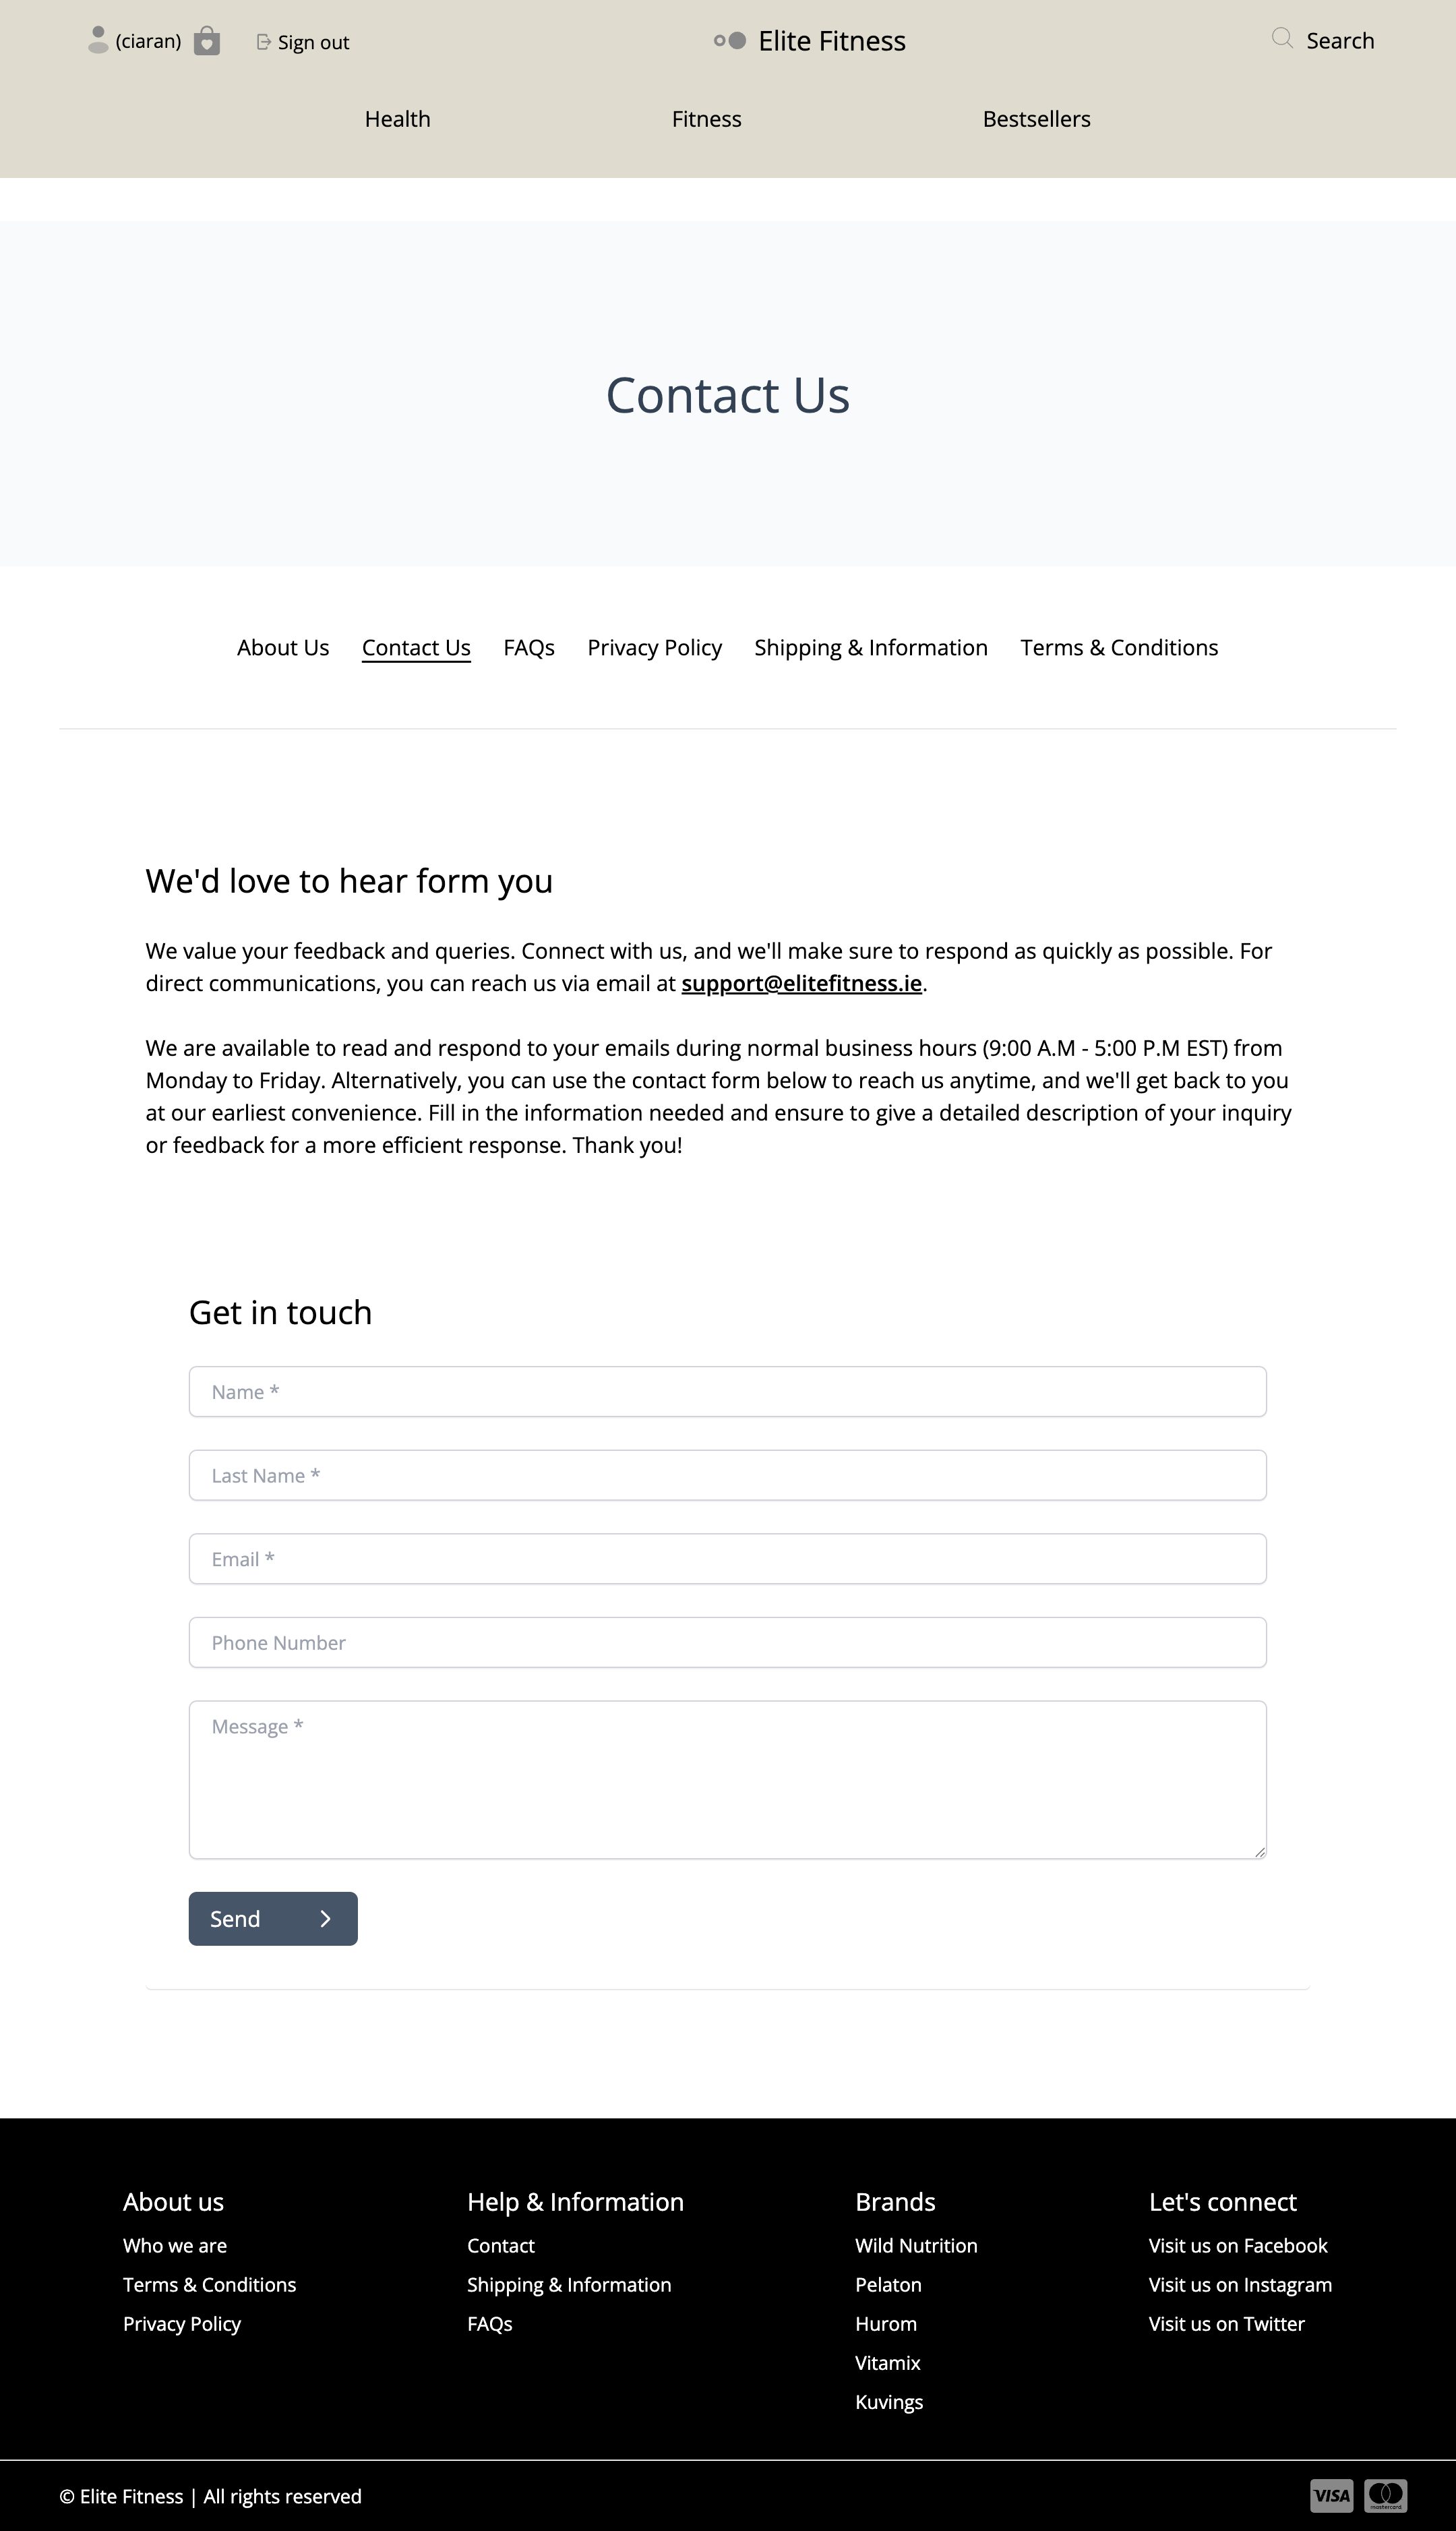 (ciaran) Sign out
Elite Fitness
Search
Health Fitness Bestsellers
Contact Us
About Us Contact Us FAQs Privacy Policy Shipping & Information Terms & Conditions
We'd love to hear form you
We value your feedback and queries. Connect with us, and we'll make sure to respond as quickly as possible. For
direct communications, you can reach us via email at support@elitefitness.ie.
We are available to read and respond to your emails during normal business hours (9:00 A.M - 5:00 P.M EST) from
Monday to Friday. Alternatively, you can use the contact form below to reach us anytime, and we'll get back to you
at our earliest convenience. Fill in the information needed and ensure to give a detailed description of your inquiry
or feedback for a more efficient response. Thank you!
Get in touch
Name *
Last Name *
Email *
Phone Number
Message *
Send
About us
Who we are
Terms & Conditions
Privacy Policy
Help & Information
Contact
Shipping & Information
FAQs
Brands
Wild Nutrition
Pelaton
Hurom
Vitamix
Kuvings
Let's connect
Visit us on Facebook
Visit us on Instagram
Visit us on Twitter
© Elite Fitness | All rights reserved
VISA
mastercard